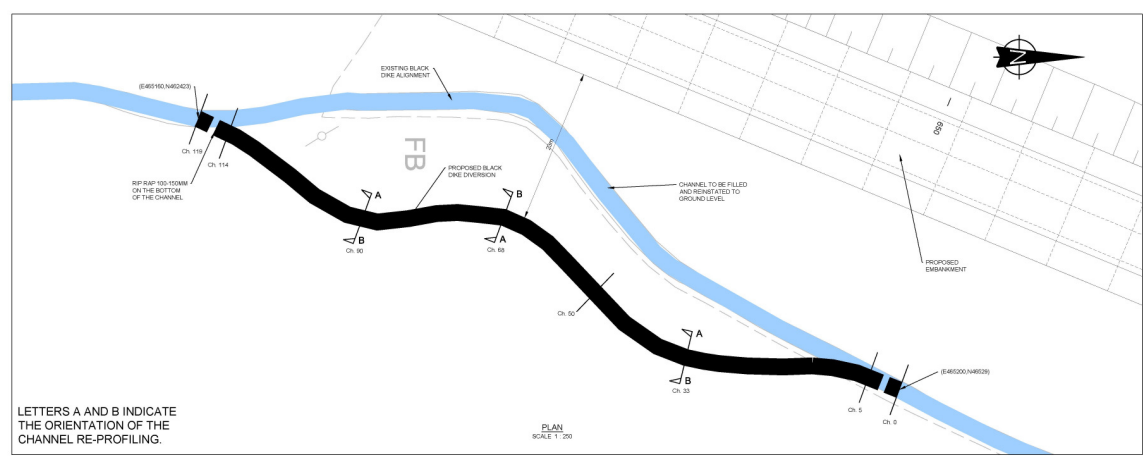 EXISTING BLACK
DIKE ALIGNMENT
(E465160,N462423)
N
650
20m
FB
Ch. 119
Ch. 114
PROPOSED BLACK
DIKE DIVERSION
RIP RAP 100-150MM
ON THE BOTTOM
OF THE CHANNEL
CHANNEL TO BE FILLED
AND REINSTATED TO
GROUND LEVEL
A
B
B
A
Ch. 90
Ch. 68
PROPOSED
EMBANKMENT
Ch. 50
A
B
Ch. 33
(E465200,N46529)
Ch. 5
Ch. 0
LETTERS A AND B INDICATE
THE ORIENTATION OF THE
CHANNEL RE-PROFILING.
PLAN
SCALE 1 : 250